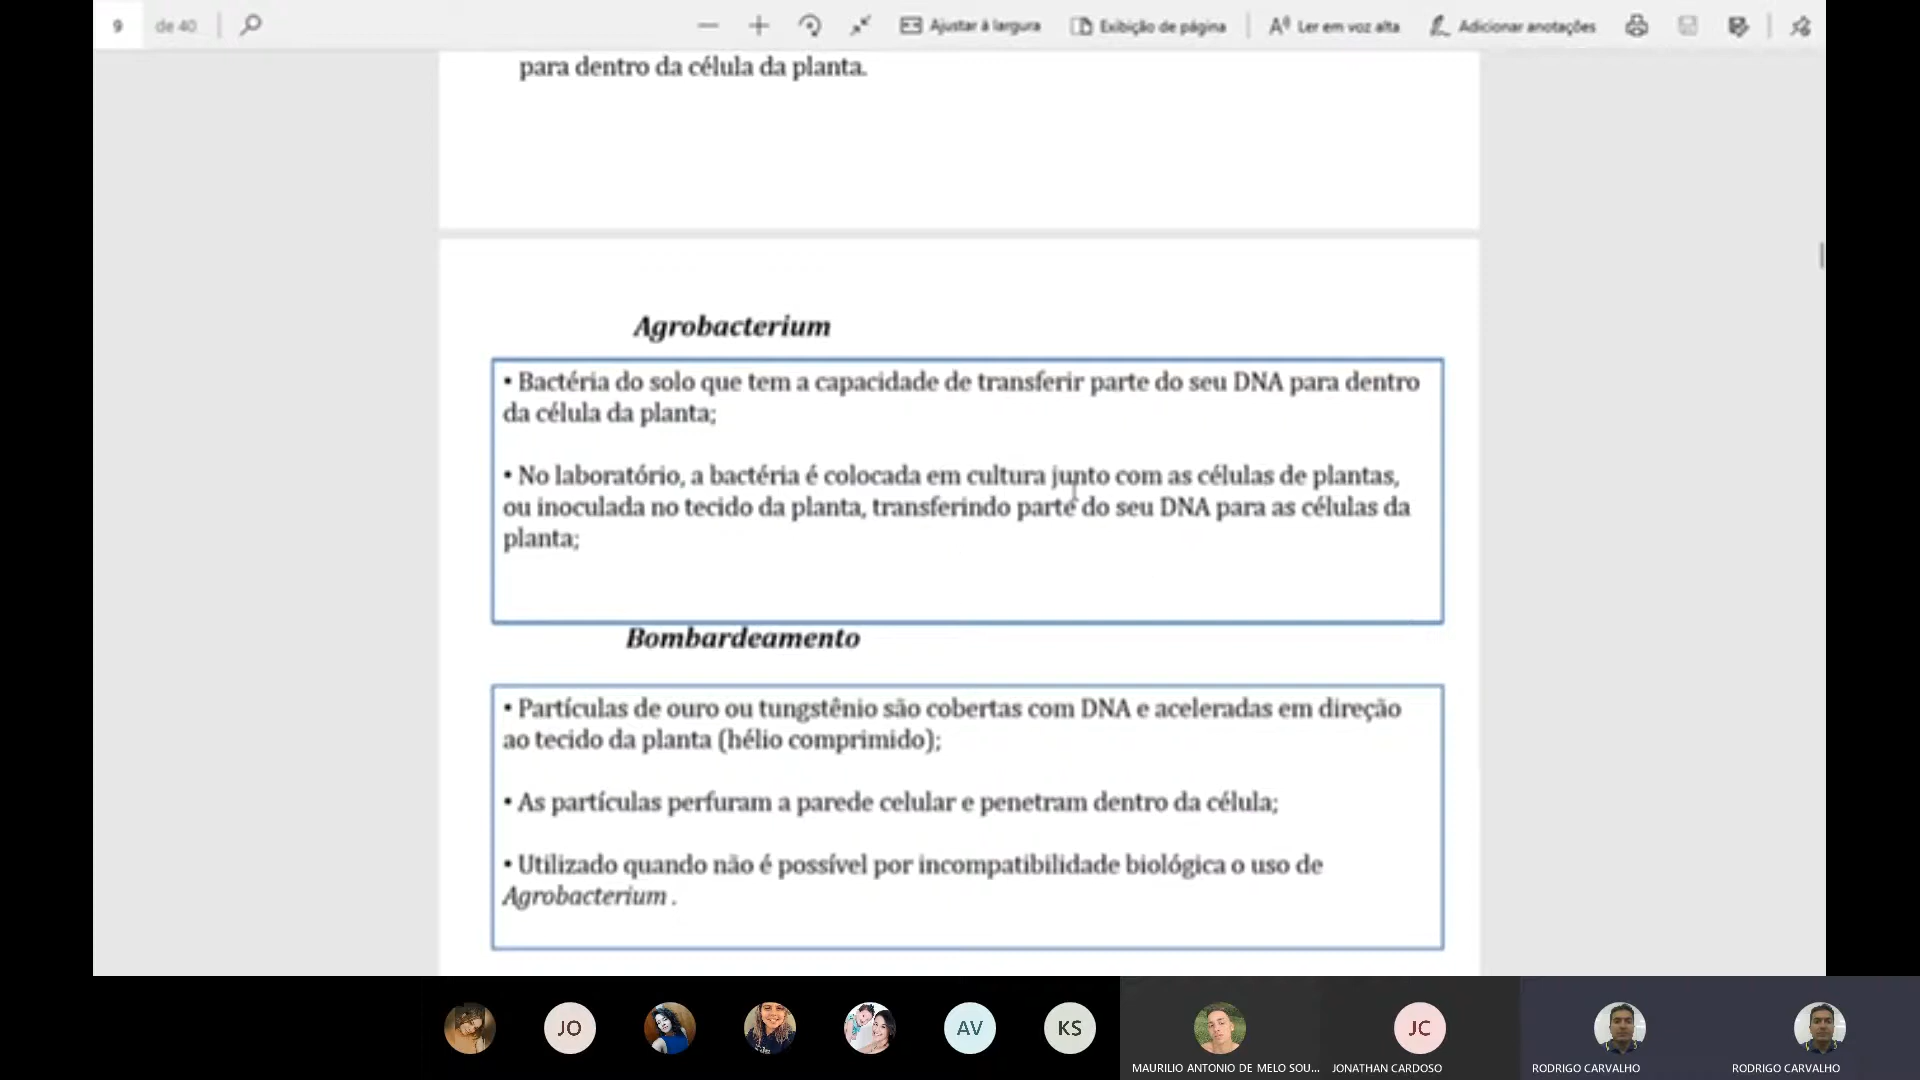 9 de 40 Ajustar à largura Exibição de página Ler em voz alta Adicionar anotações
para dentro da célula da planta.
Agrobacterium
• Bactéria do solo que tem a capacidade de transferir parte do seu DNA para dentro
da célula da planta;
• No laboratório, a bactéria é colocada em cultura junto com as células de plantas,
ou inoculada no tecido da planta, transferindo parte do seu DNA para as células da
planta;
Bombardeamento
• Partículas de ouro ou tungstênio são cobertas com DNA e aceleradas em direção
ao tecido da planta (hélio comprimido);
• As partículas perfuram a parede celular e penetram dentro da célula;
• Utilizado quando não é possível por incompatibilidade biológica o uso de
Agrobacterium .
JO AV KS JC
MAURILIO ANTONIO DE MELO SOU... JONATHAN CARDOSO RODRIGO CARVALHO RODRIGO CARVALHO